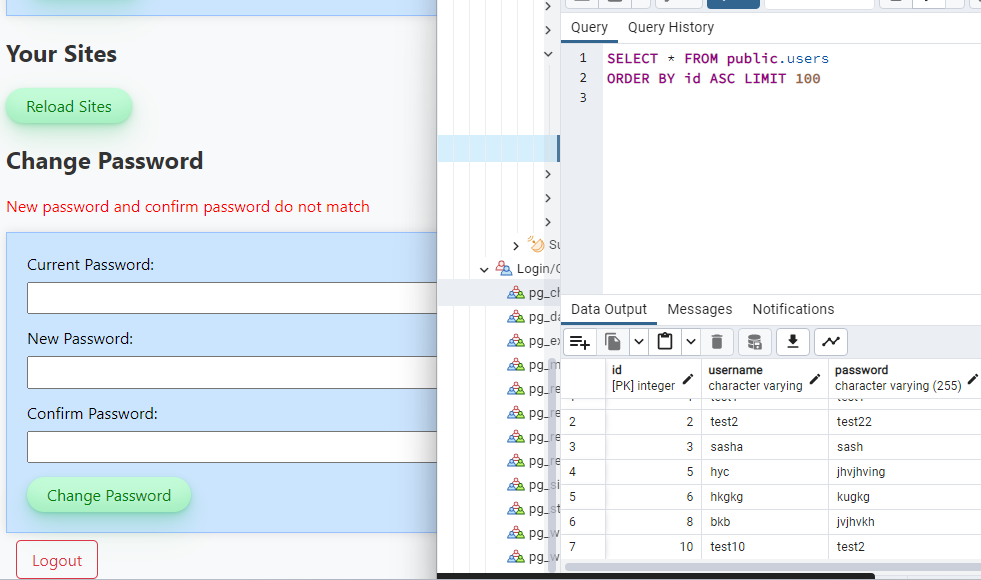 Your Sites
Reload Sites
Change Password
New password and confirm password do not match
Current Password:
New Password:
Confirm Password:
Change Password
Logout
Su
Login/G
pg_ch
pg_da
pg_ex
pg_m
pg_re
pg_re
pg_re
pg_re
pg_si
pg_st
pg_w
pg_w
Query Query History
1 SELECT * FROM public.users
2 ORDER BY id ASC LIMIT 100
3
Data Output Messages Notifications
id username password
[PK] integer character varying character varying (255)
2 2 test2 test22
3 3 sasha sash
4 5 hyc jhvjhving
5 6 hkgkg kugkg
6 8 bkb jvjhvkh
7 10 test10 test2